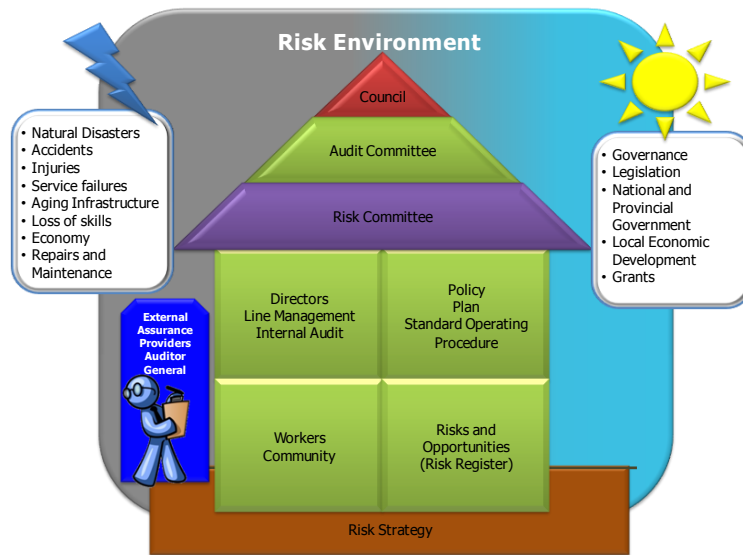 Risk Environment
Council
Audit Committee
Risk Committee
• Natural Disasters
• Accidents
• Injuries
• Service failures
• Aging Infrastructure
• Loss of skills
• Economy
• Repairs and
Maintenance
• Governance
• Legislation
• National and
Provincial
Government
• Local Economic
Development
• Grants
External
Assurance
Providers
Auditor
General
Directors
Line Management
Internal Audit
Policy
Plan
Standard Operating
Procedure
Workers
Community
Risks and
Opportunities
(Risk Register)
Risk Strategy